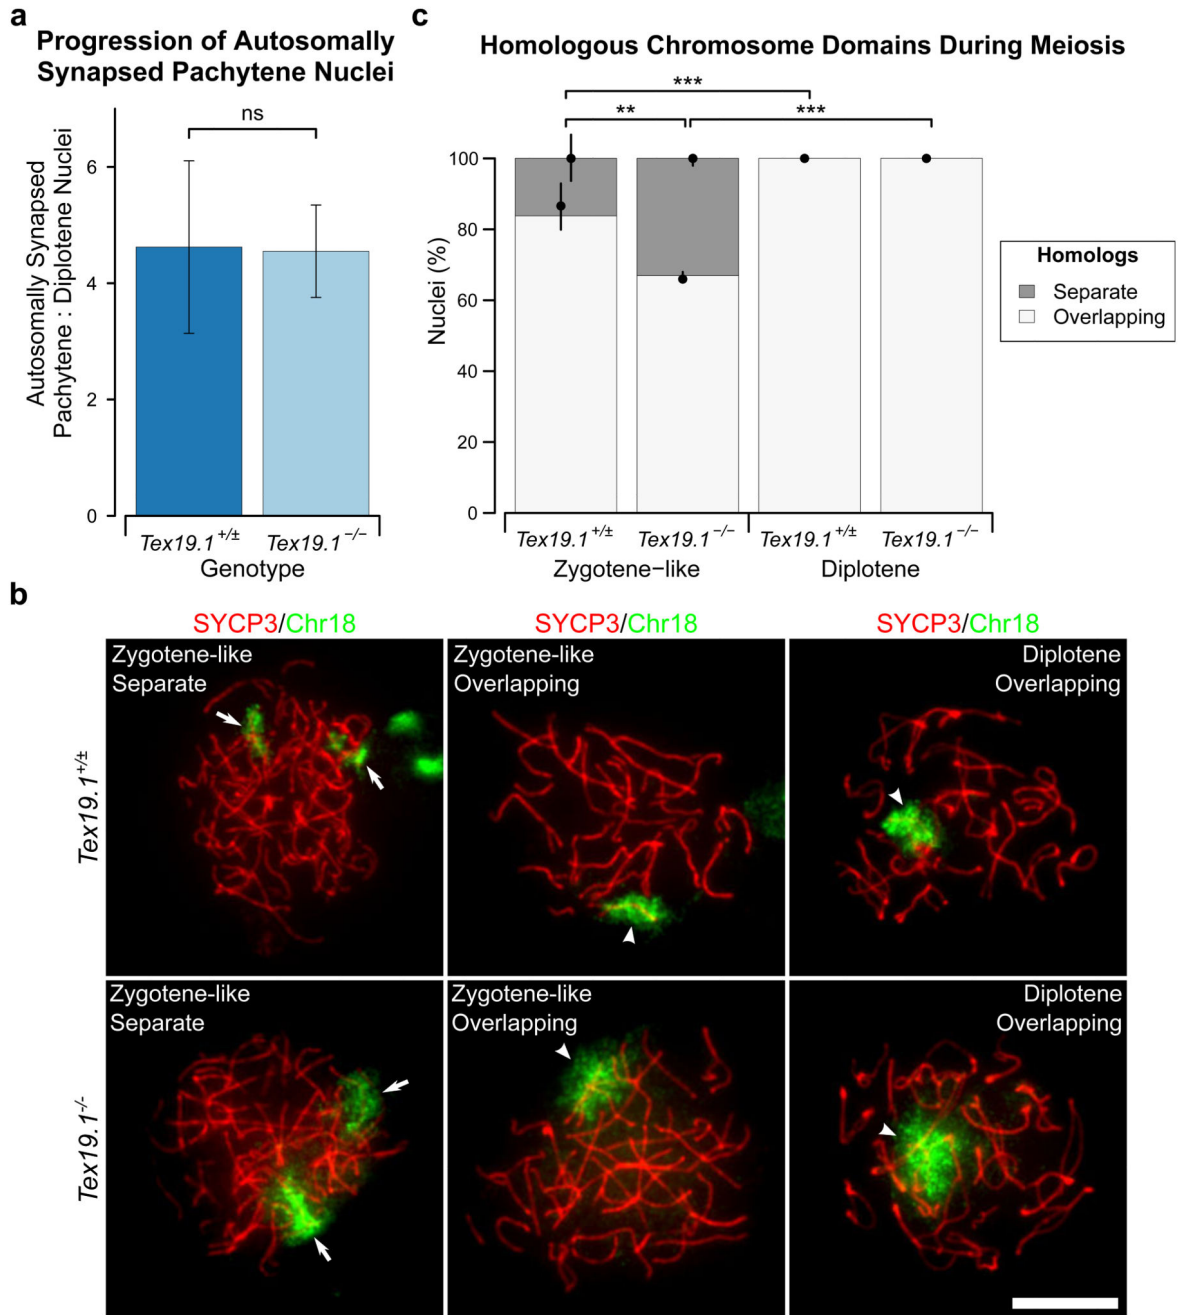 a
Progression of Autosomally
Synapsed Pachytene Nuclei
ns
Autosomally Synapsed
Pachytene : Diplotene Nuclei
6
4
2
0
Tex19.1+/±
Tex19.1−/−
Genotype
c
Homologous Chromosome Domains During Meiosis
***
**
***
Nuclei (%)
100
80
60
40
20
0
Tex19.1+/±
Tex19.1−/−
Tex19.1+/±
Tex19.1−/−
Zygotene−like
Diplotene
Homologs
Separate
Overlapping
b
SYCP3/Chr18
SYCP3/Chr18
SYCP3/Chr18
Tex19.1+/±
Zygotene-like
Separate
Zygotene-like
Overlapping
Diplotene
Overlapping
Tex19.1-/-
Zygotene-like
Separate
Zygotene-like
Overlapping
Diplotene
Overlapping